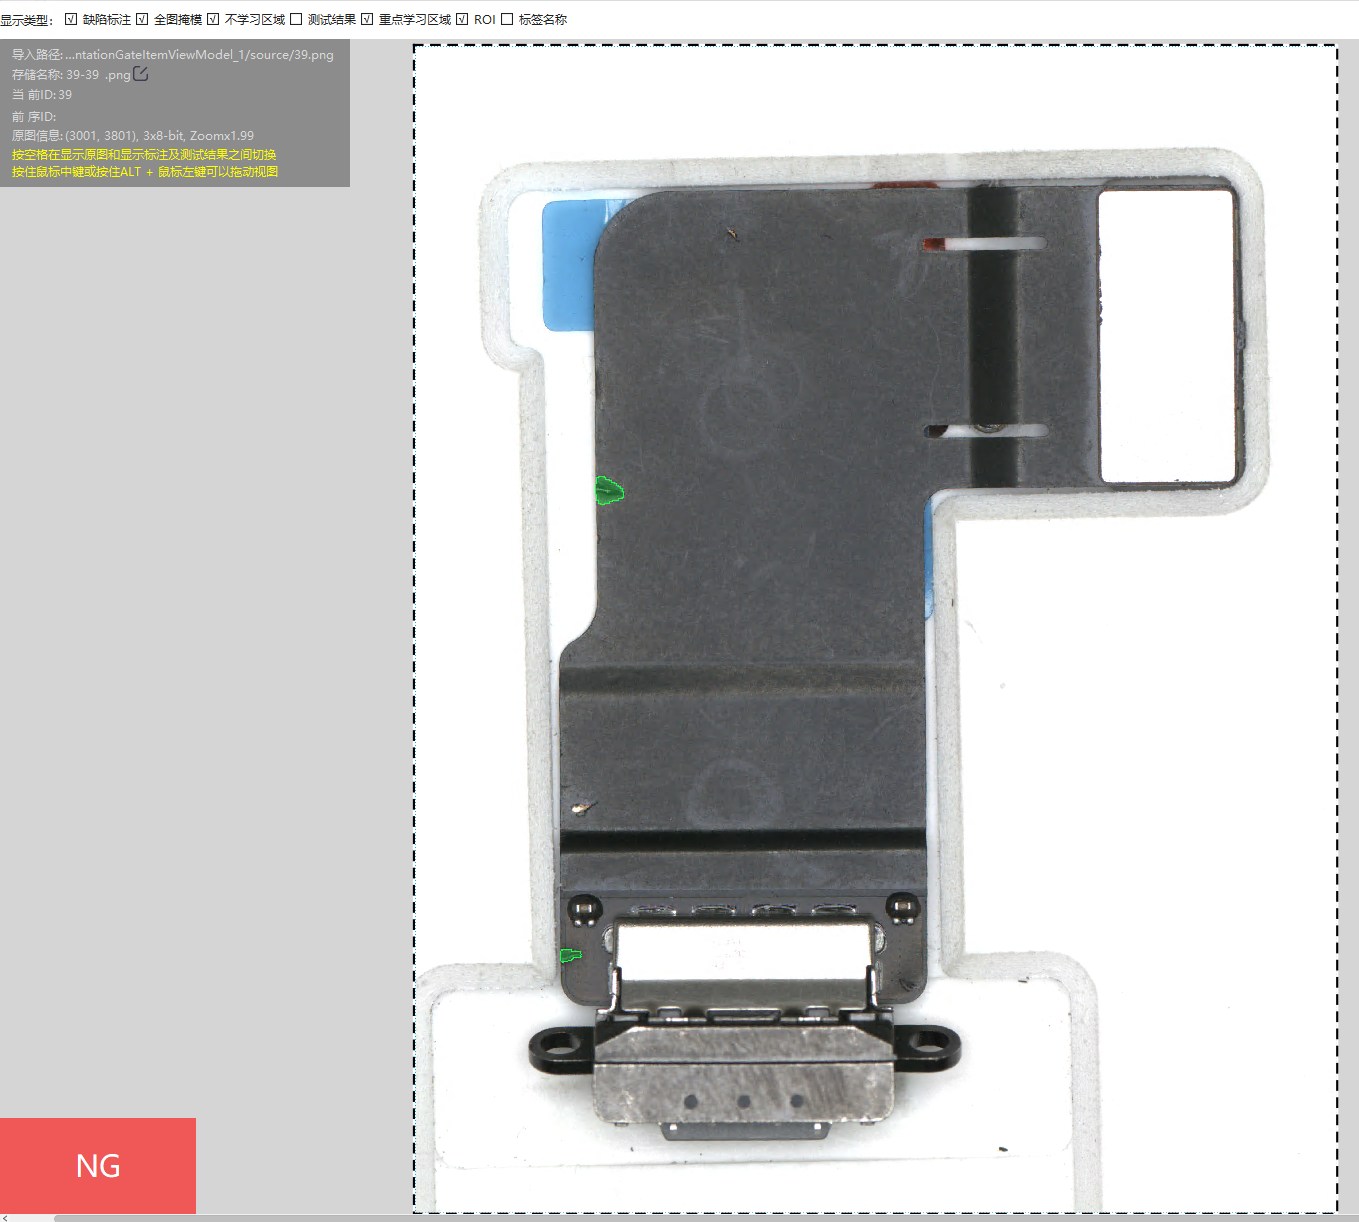 显示类型: 缺陷标注 全图掩模 不学习区域 测试结果 重点学习区域 ROI 标签名称
导入路径: ...ntationGateItemViewModel_1/source/39.png
存储名称: 39-39 .png
当 前ID: 39
前 序ID:
原图信息: (3001, 3801), 3x8-bit, Zoomx1.99
按空格在显示原图和显示标注及测试结果之间切换
按住鼠标中键或按住ALT + 鼠标左键可以拖动视图
NG